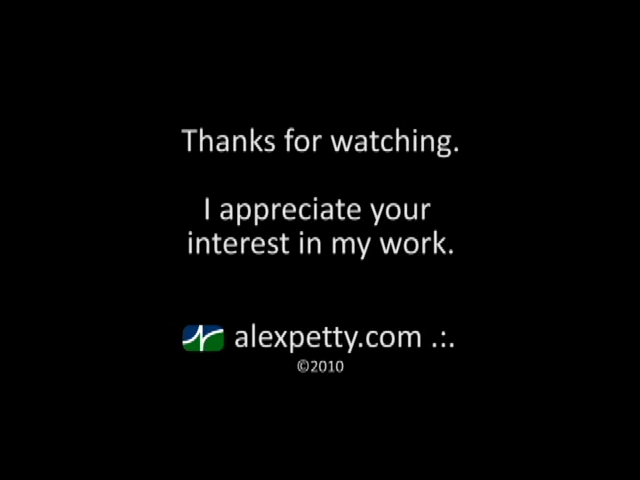 Thanks for watching.
I appreciate your
interest in my work.
alexpetty.com .:.
©2010